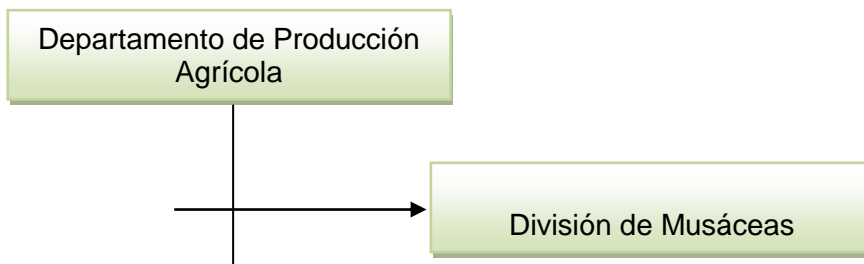 Departamento de Producción
Agrícola
División de Musáceas